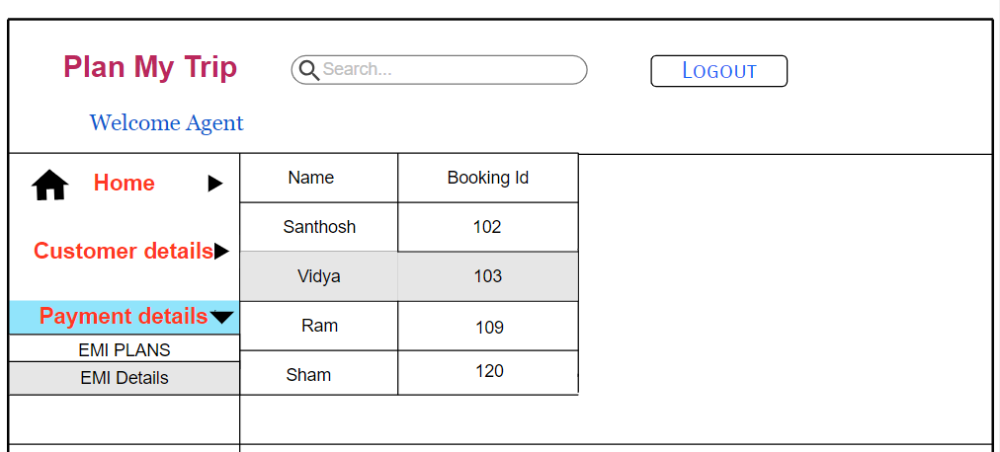 Plan My Trip
Search...
LOGOUT
Welcome Agent
Home
Customer details
Payment details
EMI PLANS
EMI Details
Name Booking Id
Santhosh 102
Vidya 103
Ram 109
Sham 120